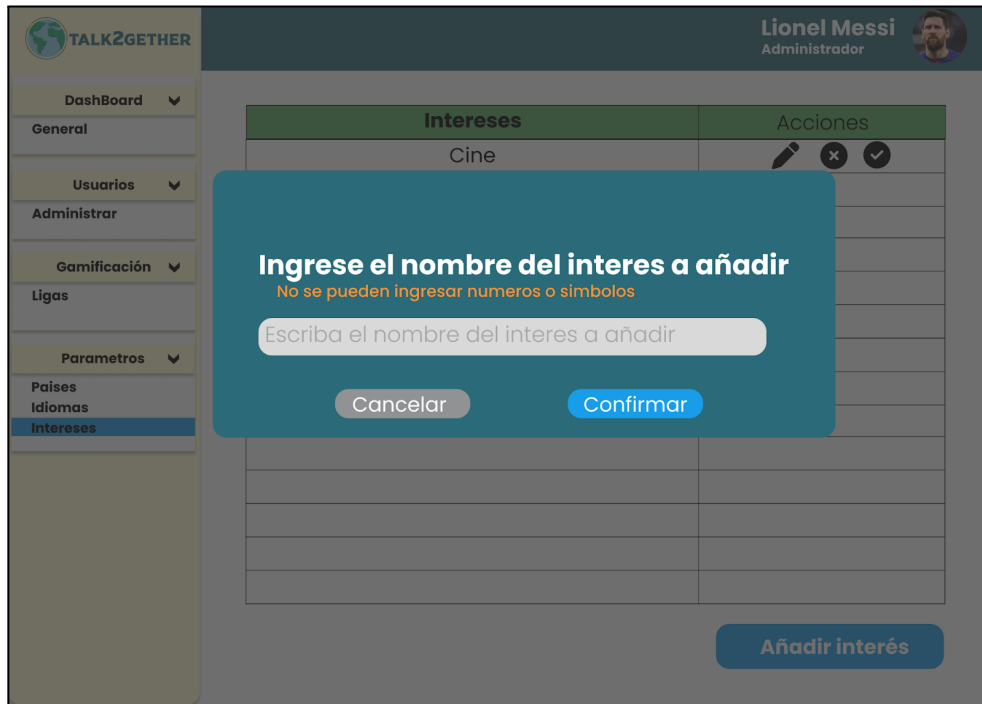 TALK2GETHER
Lionel Messi
Administrador
DashBoard
General
Usuarios
Administrar
Gamificación
Ligas
Parametros
Paises
Idiomas
Intereses
Intereses
Acciones
Cine
Ingrese el nombre del interes a añadir
No se pueden ingresar numeros o simbolos
Escriba el nombre del interes a añadir
Cancelar
Confirmar
Añadir interés